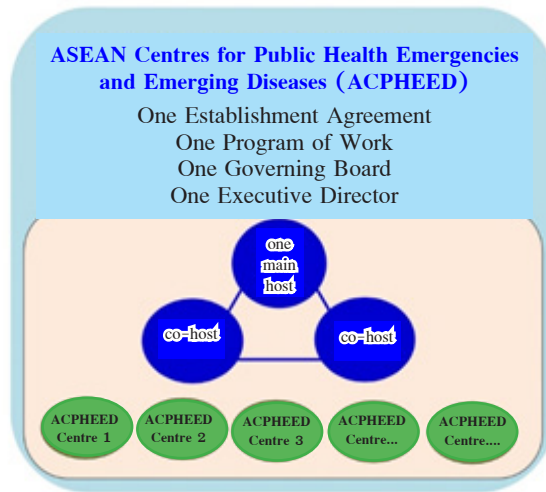 ASEAN Centres for Public Health Emergencies
and Emerging Diseases (ACPHEED)
One Establishment Agreement
One Program of Work
One Governing Board
One Executive Director
one
main
host
co-host
co-host
ACPHEED
Centre 1
ACPHEED
Centre 2
ACPHEED
Centre 3
ACPHEED
Centre...
ACPHEED
Centre....